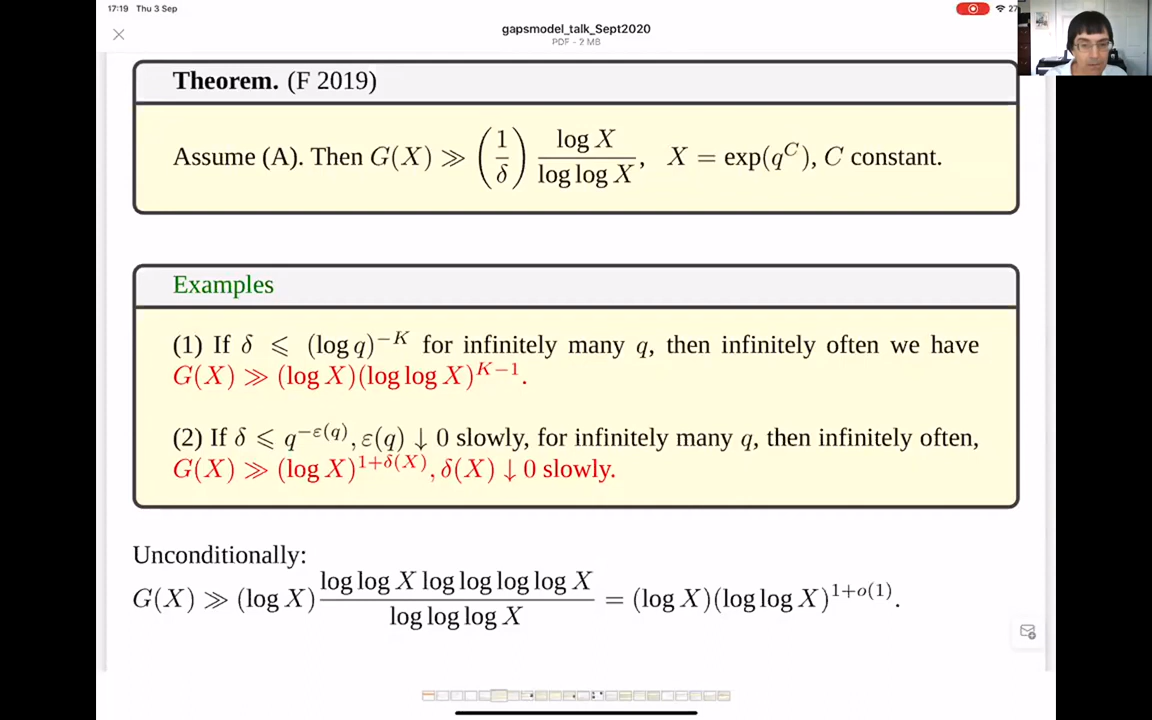 17:19 Thu 3 Sep
27
gapsmodel_talk_Sept2020
PDF - 2 MB
Theorem. (F 2019)
Assume (A). Then G(X) ≫ (1/δ) log X / log log X, X = exp(q^C), C constant.
Examples
(1) If δ ⩽ (log q)^{−K} for infinitely many q, then infinitely often we have
G(X) ≫ (log X)(log log X)^{K−1}.
(2) If δ ⩽ q^{−ε(q)}, ε(q) ↓ 0 slowly, for infinitely many q, then infinitely often,
G(X) ≫ (log X)^{1+δ(X)}, δ(X) ↓ 0 slowly.
Unconditionally:
G(X) ≫ (log X) log log X log log log log X / log log log X = (log X)(log log X)^{1+o(1)}.